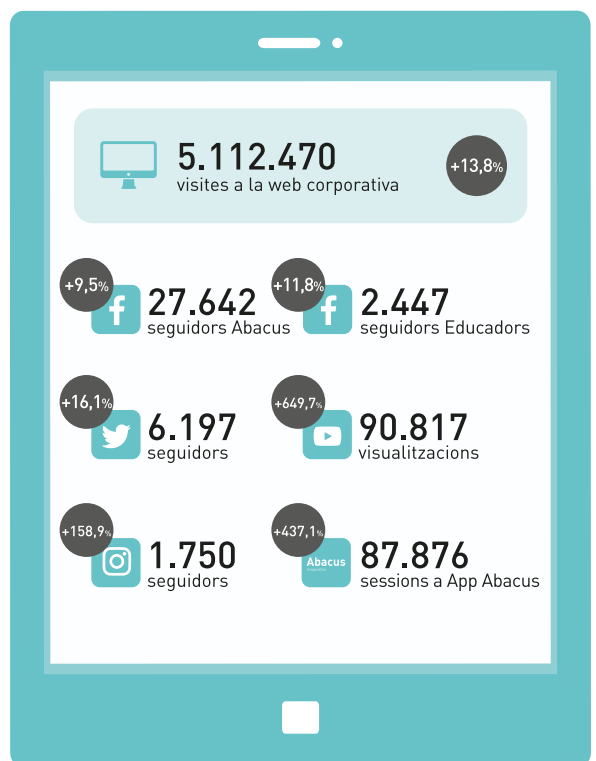 5.112.470
visites a la web corporativa
+13,8%
+9,5%
27.642
seguidors Abacus
+11,8%
2.447
seguidors Educadors
+16,1%
6.197
seguidors
+649,7%
90.817
visualitzacions
+158,9%
1.750
seguidors
+437,1%
Abacus
87.876
sessions a App Abacus